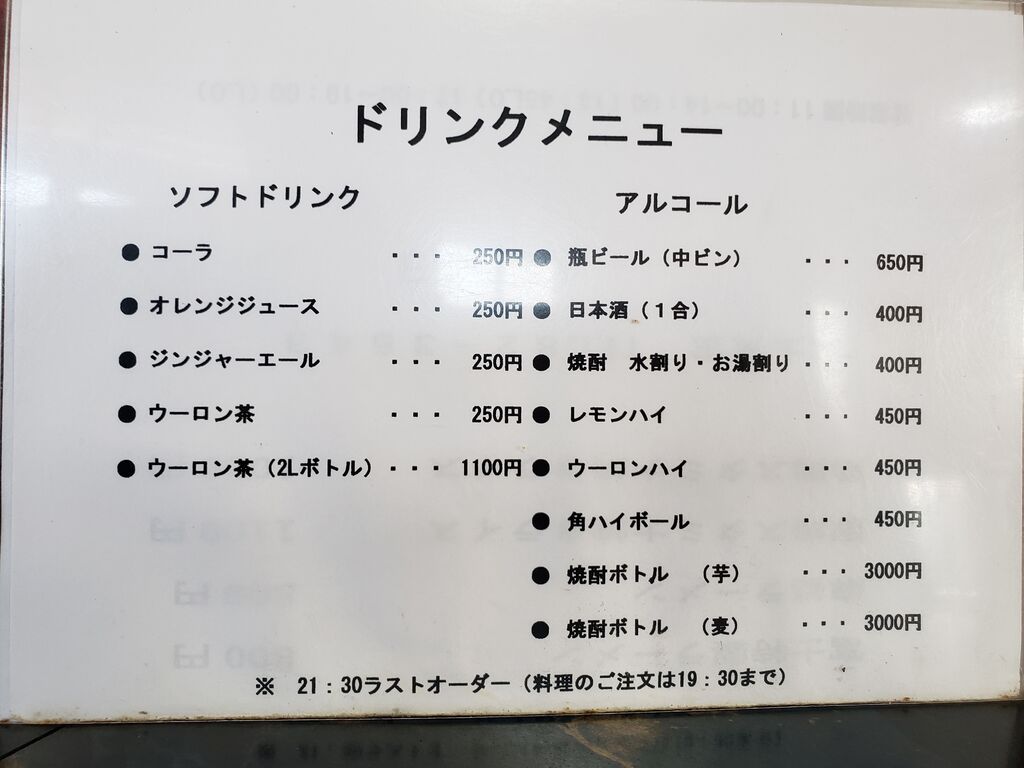 ドリンクメニュー
ソフトドリンク
● コーラ ・・・ 250円
● オレンジジュース ・・・ 250円
● ジンジャーエール ・・・ 250円
● ウーロン茶 ・・・ 250円
● ウーロン茶（2Lボトル） ・・・ 1100円
アルコール
● 瓶ビール（中ビン） ・・・ 650円
● 日本酒（１合） ・・・ 400円
● 焼酎　水割り・お湯割り ・・・ 400円
● レモンハイ ・・・ 450円
● ウーロンハイ ・・・ 450円
● 角ハイボール ・・・ 450円
● 焼酎ボトル　（芋） ・・・ 3000円
● 焼酎ボトル　（麦） ・・・ 3000円
※　21：30ラストオーダー（料理のご注文は19：30まで）